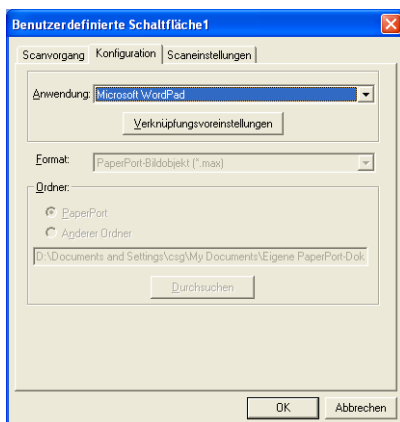 Benutzerdefinierte Schaltfläche1
Scanvorgang Konfiguration Scaneinstellungen
Anwendung: Microsoft WordPad
Verknüpfungsvoreinstellungen
Format: PaperPort-Bildobjekt (*.max)
Ordner:
PaperPort
Anderer Ordner
D:\Documents and Settings\csg\My Documents\Eigene PaperPort-Dok
Durchsuchen
OK Abbrechen